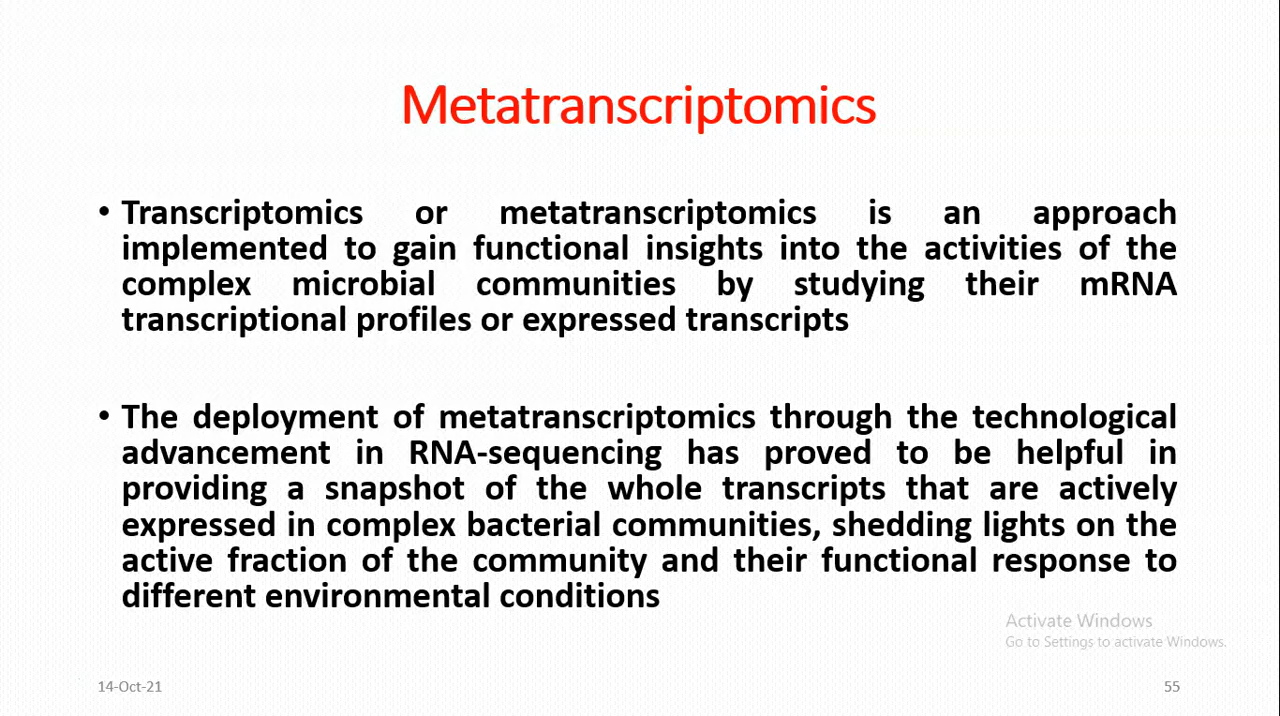 Metatranscriptomics
• Transcriptomics or metatranscriptomics is an approach
implemented to gain functional insights into the activities of the
complex microbial communities by studying their mRNA
transcriptional profiles or expressed transcripts
• The deployment of metatranscriptomics through the technological
advancement in RNA-sequencing has proved to be helpful in
providing a snapshot of the whole transcripts that are actively
expressed in complex bacterial communities, shedding lights on the
active fraction of the community and their functional response to
different environmental conditions
Activate Windows
Go to Settings to activate Windows.
14-Oct-21
55